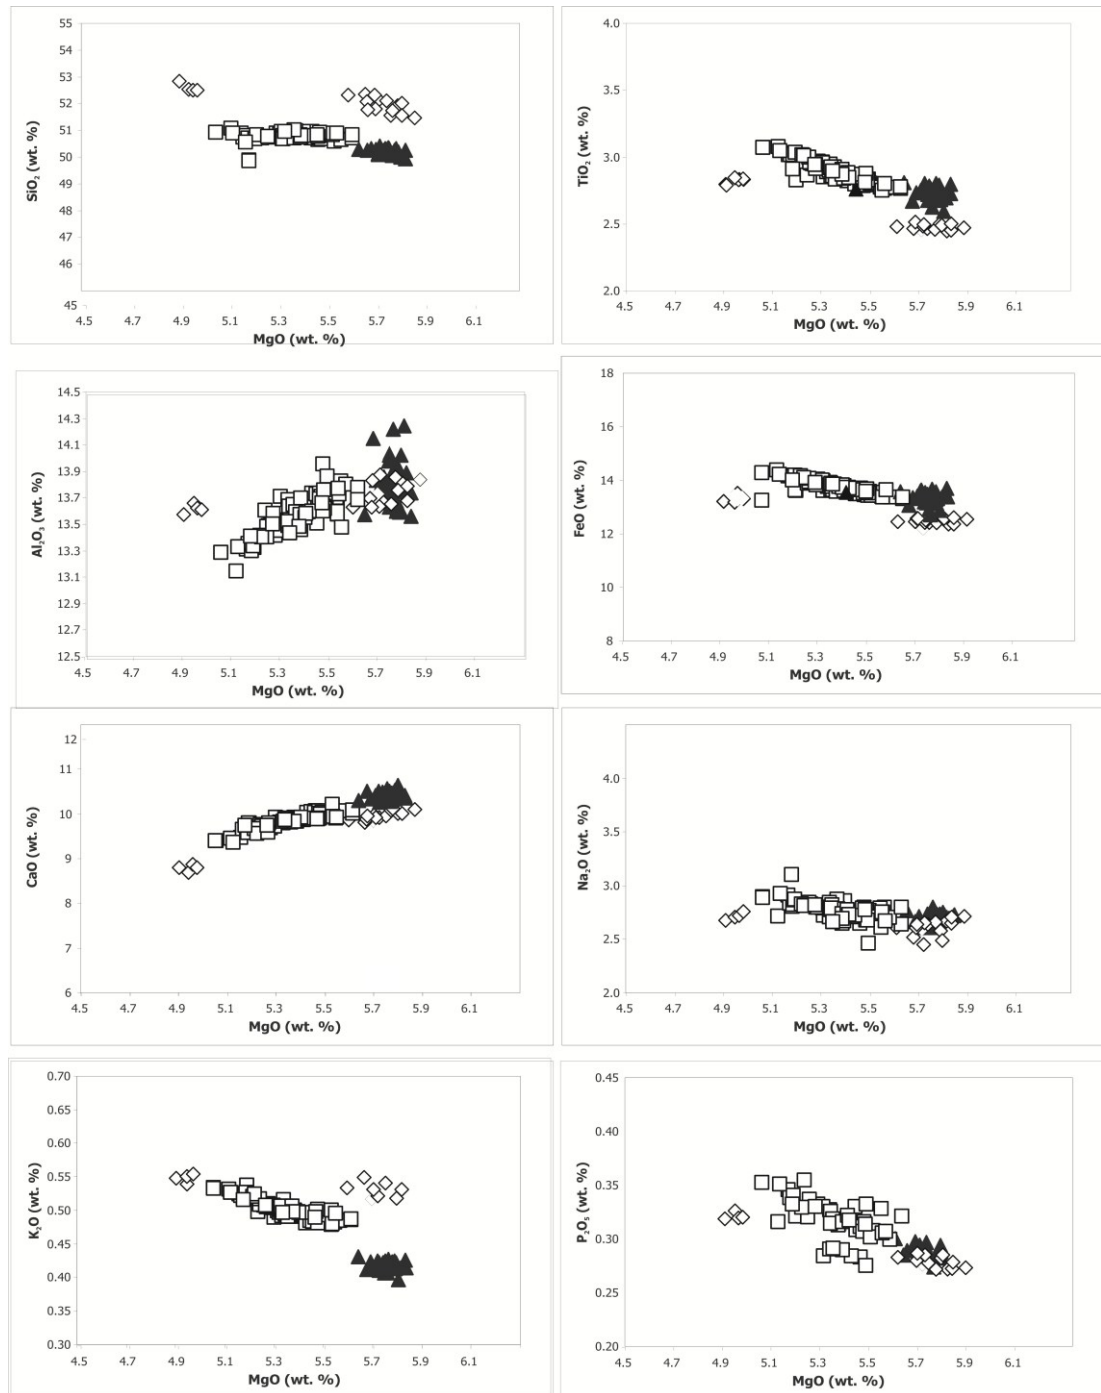 55
54
53
52
51
50
49
48
47
46
45
SiO₂ (wt. %)
4.5 4.7 4.9 5.1 5.3 5.5 5.7 5.9 6.1
MgO (wt. %)
4.0
3.5
3.0
2.5
2.0
TiO₂ (wt. %)
4.5 4.7 4.9 5.1 5.3 5.5 5.7 5.9 6.1
MgO (wt. %)
14.5
14.3
14.1
13.9
13.7
13.5
13.3
13.1
12.9
12.7
12.5
Al₂O₃ (wt. %)
4.5 4.7 4.9 5.1 5.3 5.5 5.7 5.9 6.1
MgO (wt. %)
18
16
14
12
10
8
FeO (wt. %)
4.5 4.7 4.9 5.1 5.3 5.5 5.7 5.9 6.1
MgO (wt. %)
12
11
10
9
8
7
6
CaO (wt. %)
4.5 4.7 4.9 5.1 5.3 5.5 5.7 5.9 6.1
MgO (wt. %)
4.0
3.5
3.0
2.5
2.0
Na₂O (wt. %)
4.5 4.7 4.9 5.1 5.3 5.5 5.7 5.9 6.1
MgO (wt. %)
0.70
0.65
0.60
0.55
0.50
0.45
0.40
0.35
0.30
K₂O (wt. %)
4.5 4.7 4.9 5.1 5.3 5.5 5.7 5.9 6.1
MgO (wt. %)
0.45
0.40
0.35
0.30
0.25
0.20
P₂O₅ (wt. %)
4.5 4.7 4.9 5.1 5.3 5.5 5.7 5.9 6.1
MgO (wt. %)